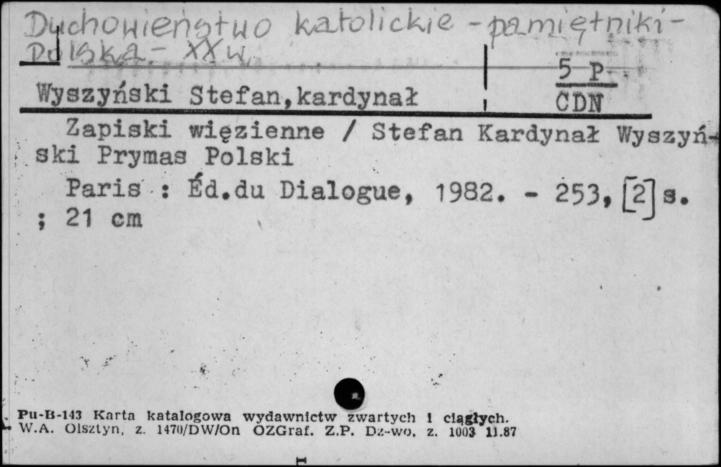 Duchowieństwo katolickie - pamiętniki -
Polska - XX w.
5 P
Wyszyński Stefan,kardynał
CDN
Zapiski więzienne / Stefan Kardynał Wyszyń-
ski Prymas Polski
Paris : Éd.du Dialogue, 1982. - 253, [2] s.
; 21 cm
Pu-B-143 Karta katalogowa wydawnictw zwartych i ciągłych.
W.A. Olsztyn, z. 1470/DW/On OZGraf. Z.P. Dz-wo, z. 1003 11.87